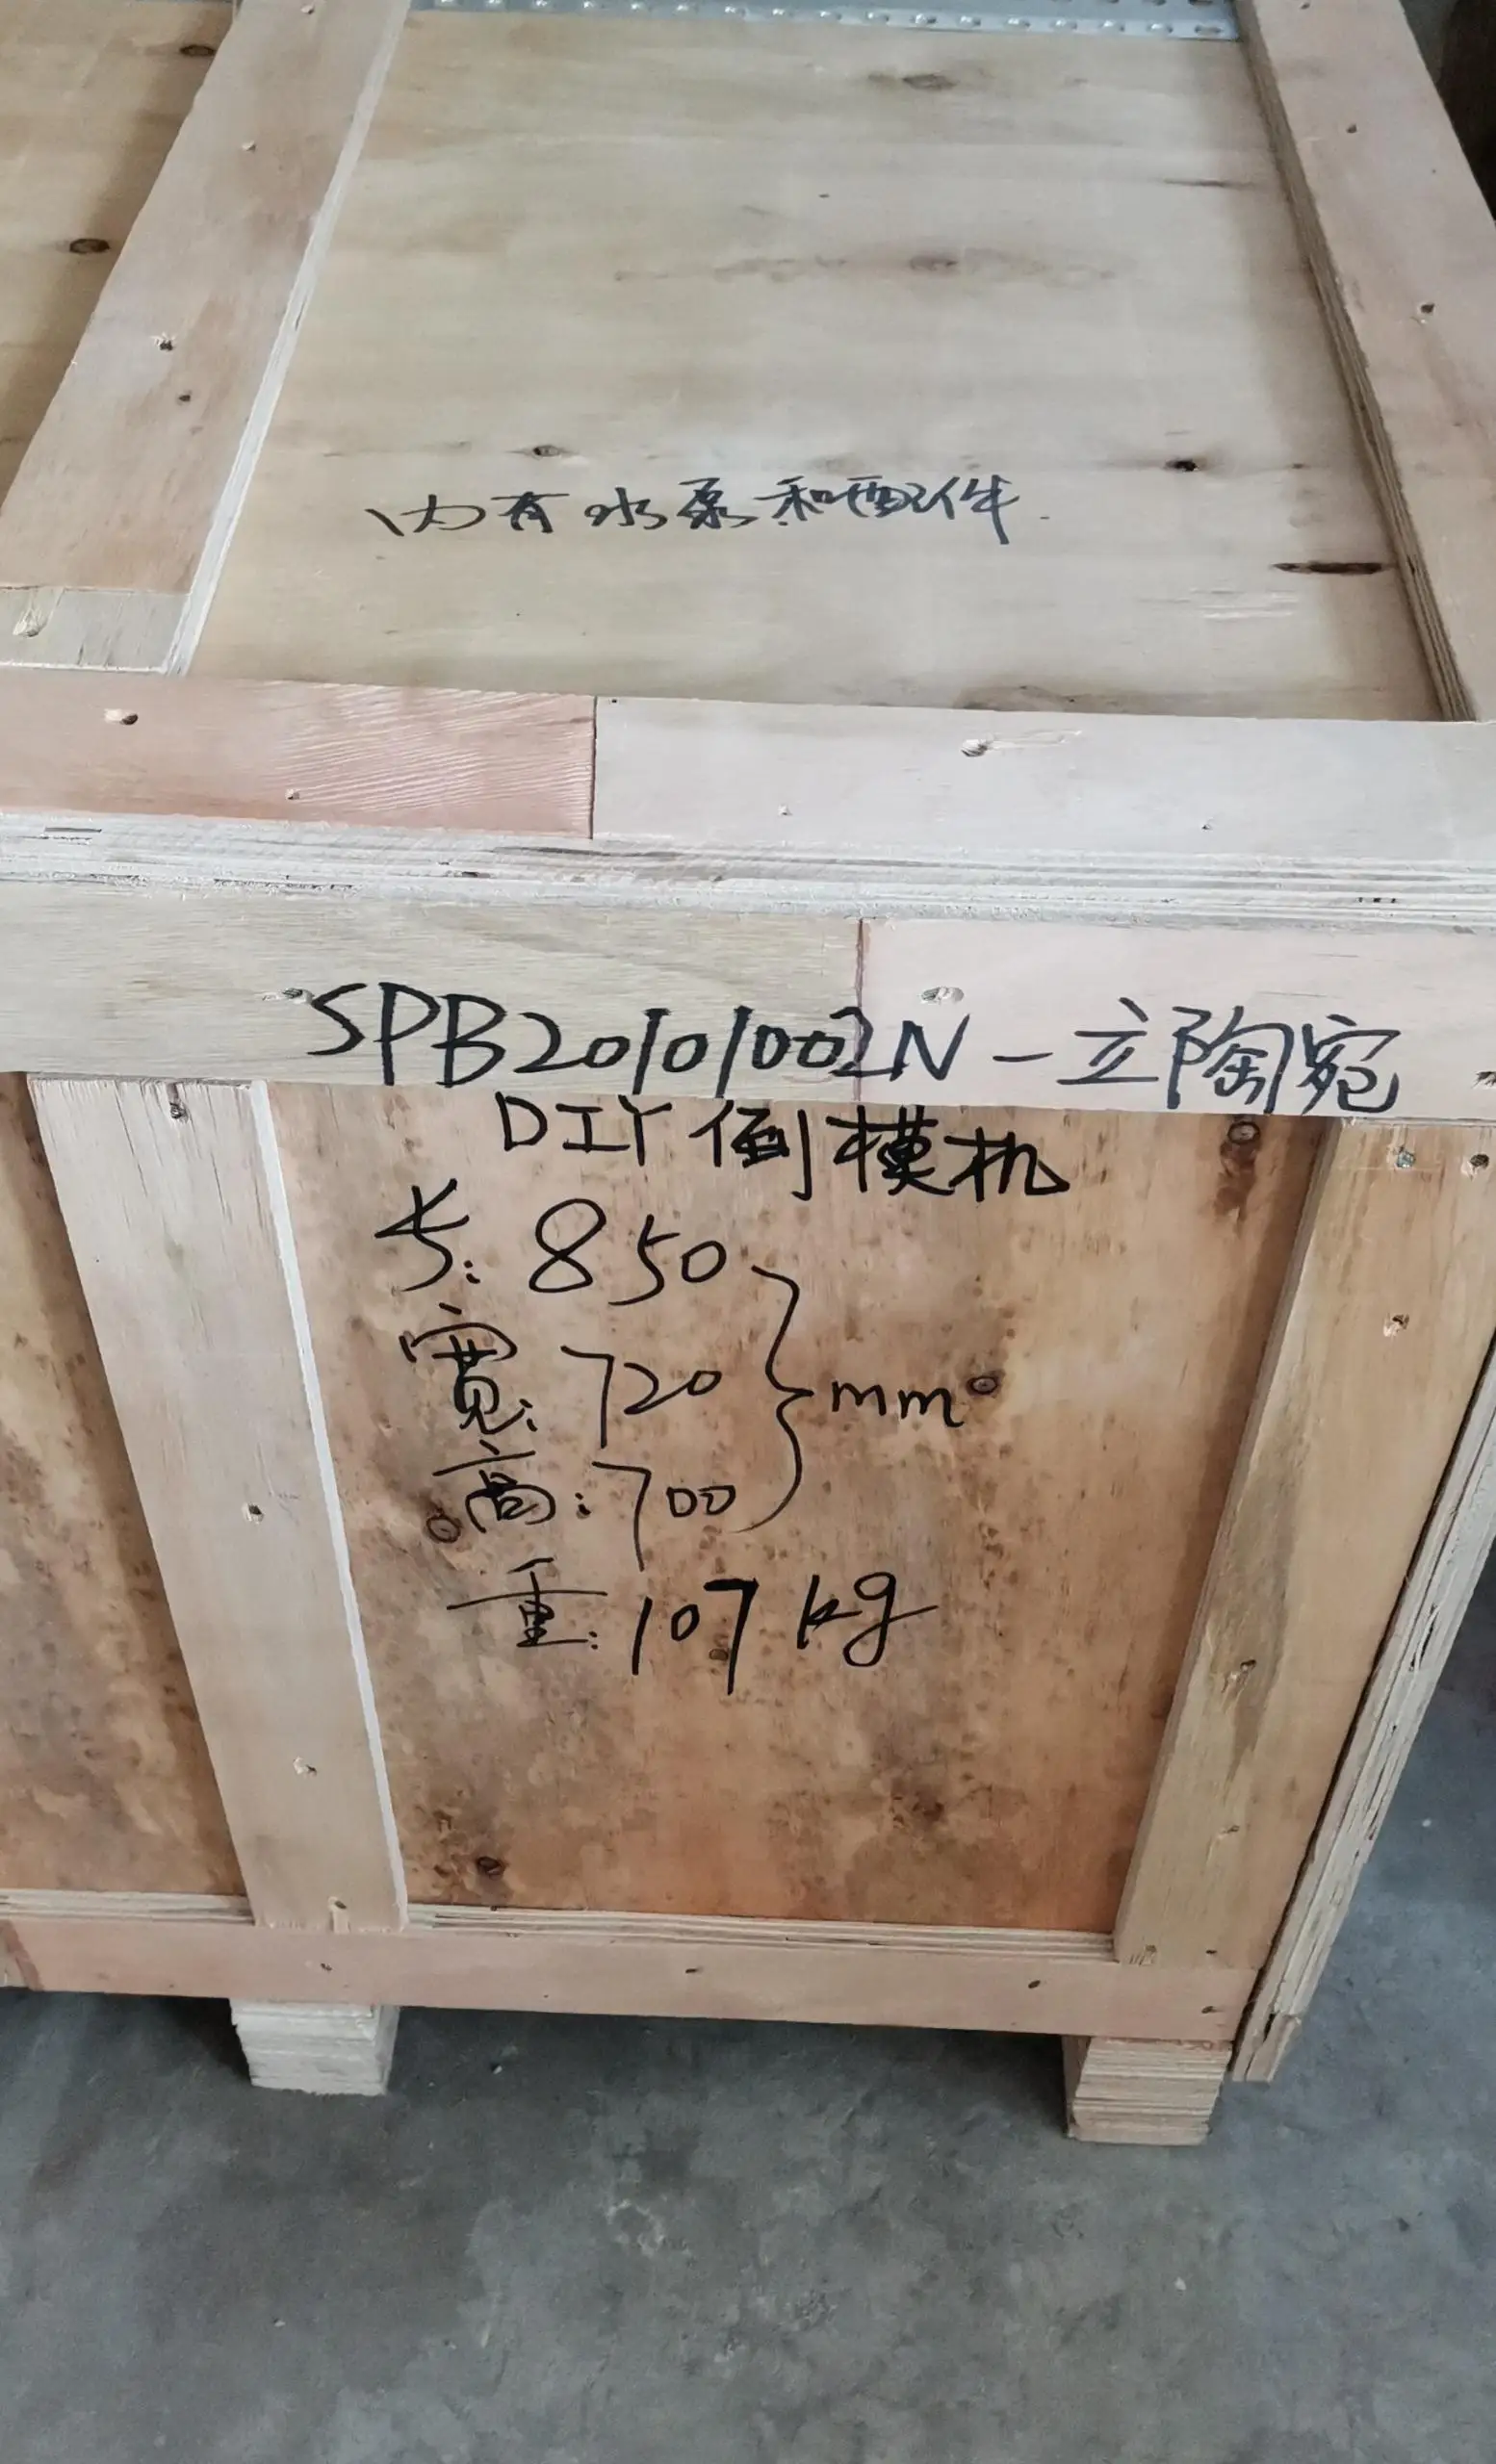 内有水泵和配件.
SPB20101002N-立陶宛
DIY倒模机
长:850
宽:720
mm
高:700
重:107kg